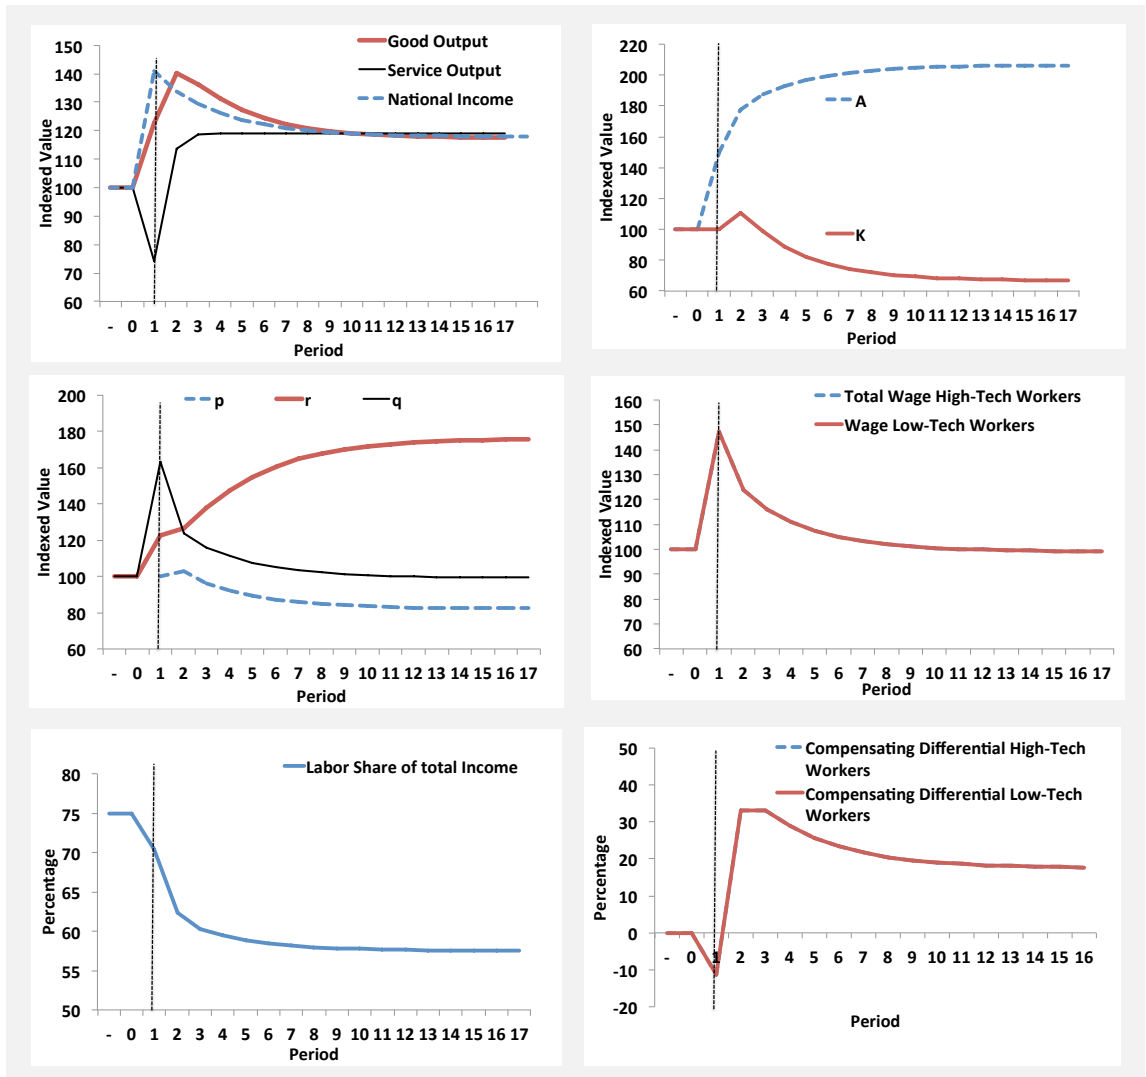 Good Output
Service Output
National Income
Indexed Value
150
140
130
120
110
100
90
80
70
60
- 0 1 2 3 4 5 6 7 8 9 10 11 12 13 14 15 16 17
Period
A
K
Indexed Value
220
200
180
160
140
120
100
80
60
- 0 1 2 3 4 5 6 7 8 9 10 11 12 13 14 15 16 17
Period
p r q
Indexed Value
200
180
160
140
120
100
80
60
- 0 1 2 3 4 5 6 7 8 9 10 11 12 13 14 15 16 17
Period
Total Wage High-Tech Workers
Wage Low-Tech Workers
Indexed Value
160
150
140
130
120
110
100
90
80
70
60
- 0 1 2 3 4 5 6 7 8 9 10 11 12 13 14 15 16 17
Period
Labor Share of total Income
Percentage
80
75
70
65
60
55
50
- 0 1 2 3 4 5 6 7 8 9 10 11 12 13 14 15 16 17
Period
Compensating Differential High-Tech
Workers
Compensating Differential Low-Tech
Workers
Percentage
50
40
30
20
10
0
-10
-20
- 0 1 2 3 4 5 6 7 8 9 10 11 12 13 14 15 16
Period